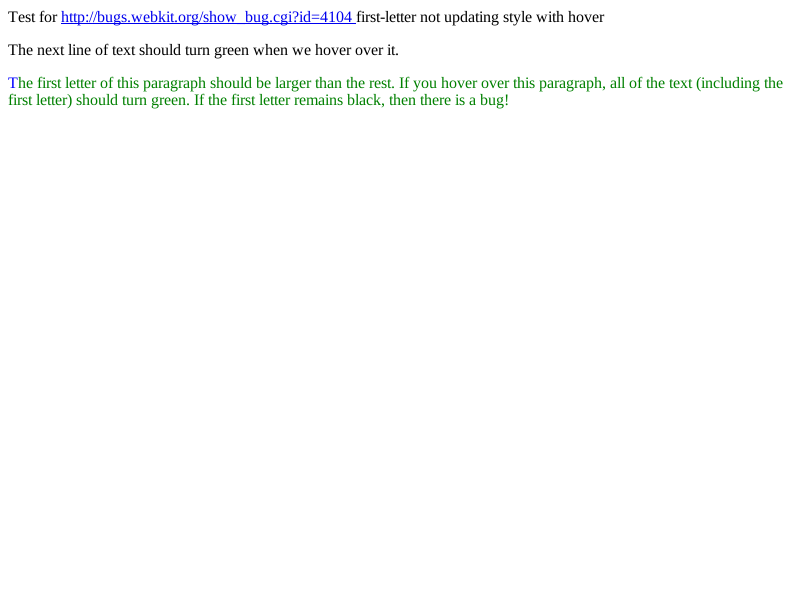 Test for http://bugs.webkit.org/show_bug.cgi?id=4104 first-letter not updating style with hover
The next line of text should turn green when we hover over it.
The first letter of this paragraph should be larger than the rest. If you hover over this paragraph, all of the text (including the
first letter) should turn green. If the first letter remains black, then there is a bug!